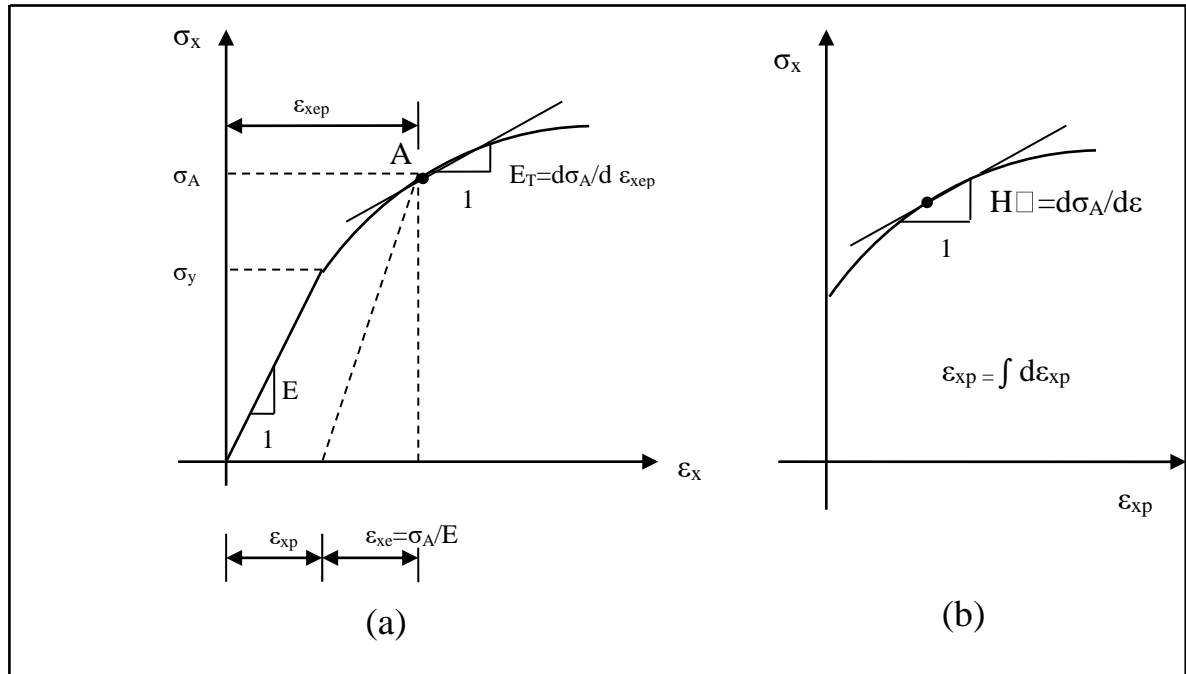 σx
εxep
A
σA
ET=dσA/d εxep
1
σy
E
1
εx
εxp
εxe=σA/E
(a)
σx
H□=dσA/dε
1
εxp = ∫ dεxp
εxp
(b)